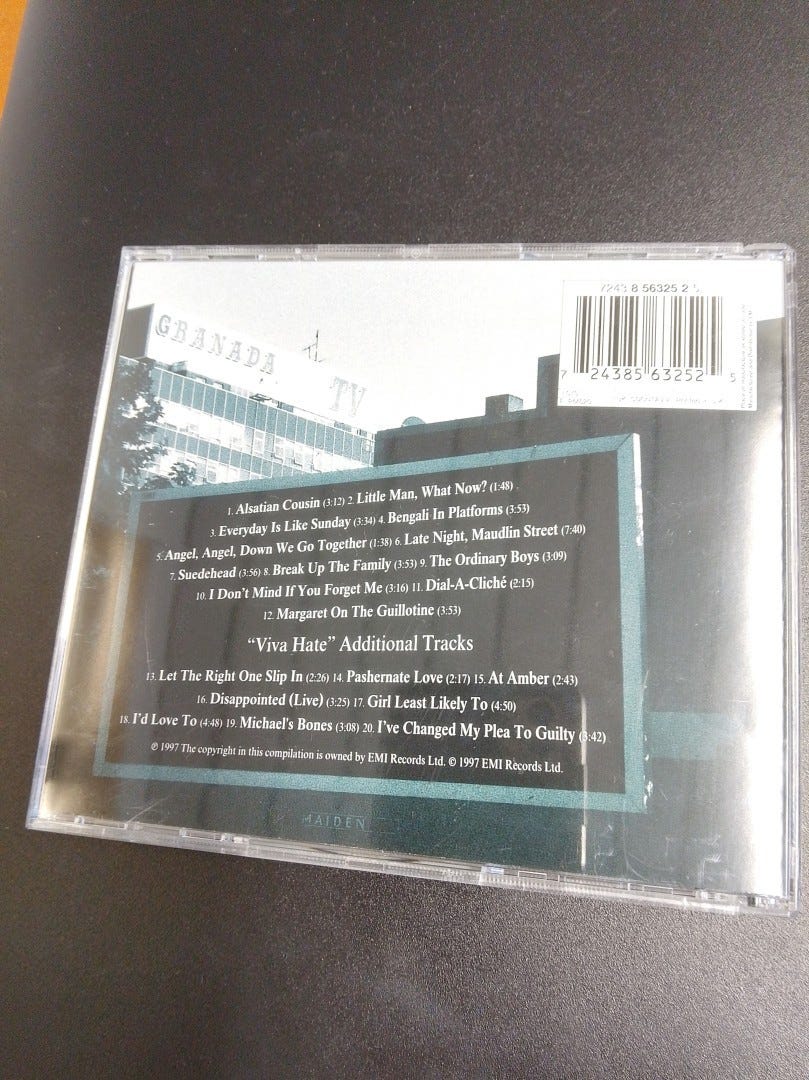 GRANADA
TV
7243 8 56325 2
7 24385 63252 5
1. Alsatian Cousin (3:12) 2. Little Man, What Now? (1:48)
3. Everyday Is Like Sunday (3:34) 4. Bengali In Platforms (3:53)
5. Angel, Angel, Down We Go Together (1:38) 6. Late Night, Maudlin Street (7:40)
7. Suedehead (3:56) 8. Break Up The Family (3:53) 9. The Ordinary Boys (3:09)
10. I Don't Mind If You Forget Me (3:16) 11. Dial-A-Cliché (2:15)
12. Margaret On The Guillotine (3:53)
"Viva Hate" Additional Tracks
13. Let The Right One Slip In (2:26) 14. Pashernate Love (2:17) 15. At Amber (2:43)
16. Disappointed (Live) (3:25) 17. Girl Least Likely To (4:50)
18. I'd Love To (4:48) 19. Michael's Bones (3:08) 20. I've Changed My Plea To Guilty (3:42)
℗ 1997 The copyright in this compilation is owned by EMI Records Ltd. © 1997 EMI Records Ltd.
MAIDEN